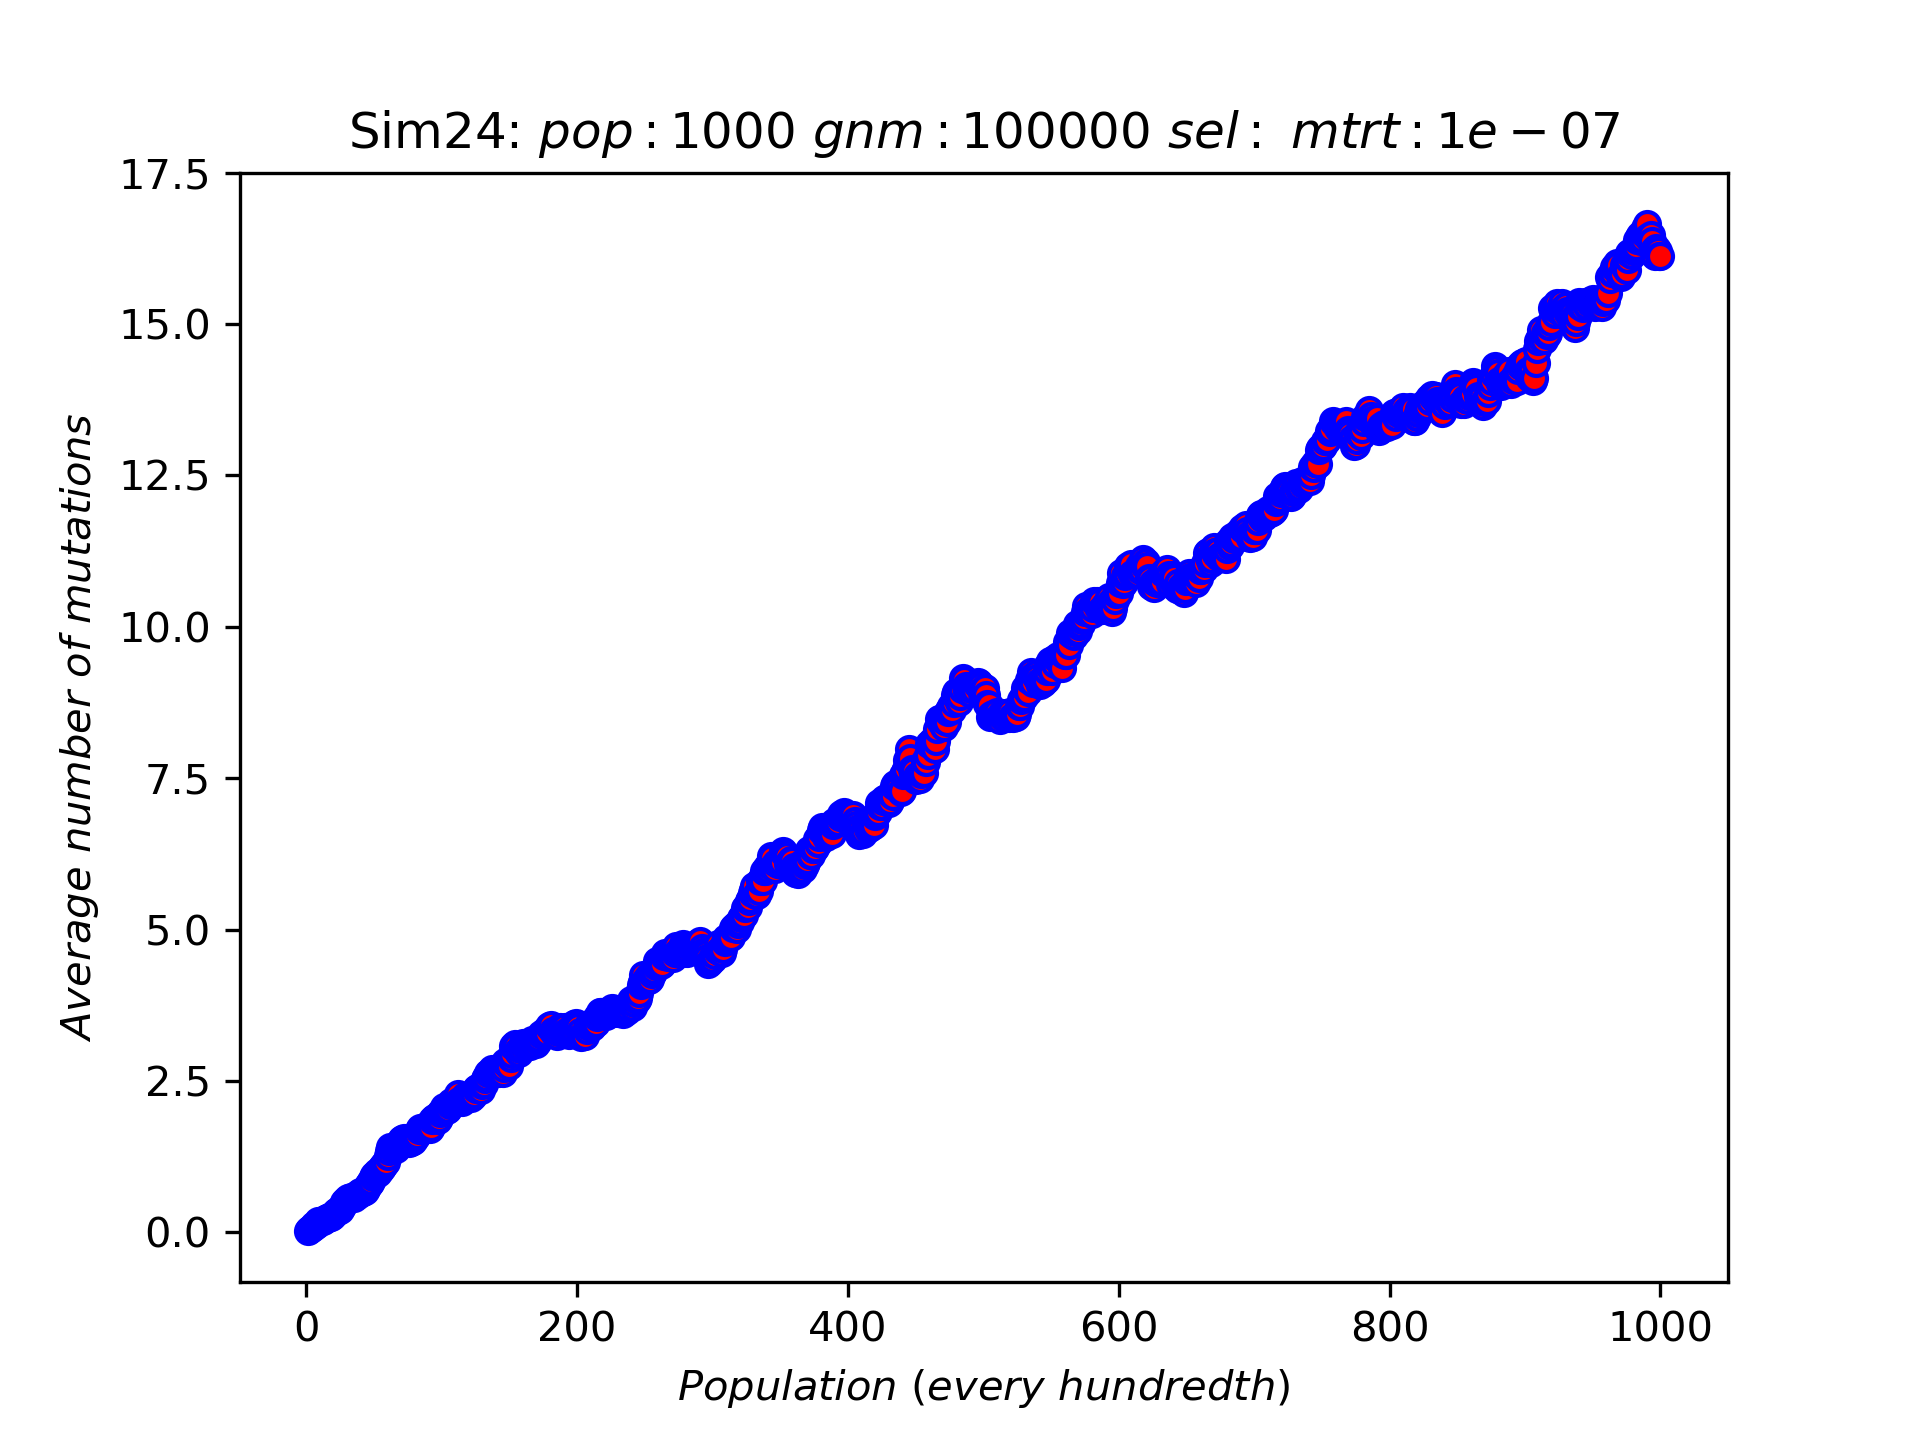 Sim24: pop : 1000 gnm : 100000 sel : mtrt : 1e − 07
17.5
15.0
12.5
10.0
7.5
5.0
2.5
0.0
Average number of mutations
0 200 400 600 800 1000
Population (every hundredth)